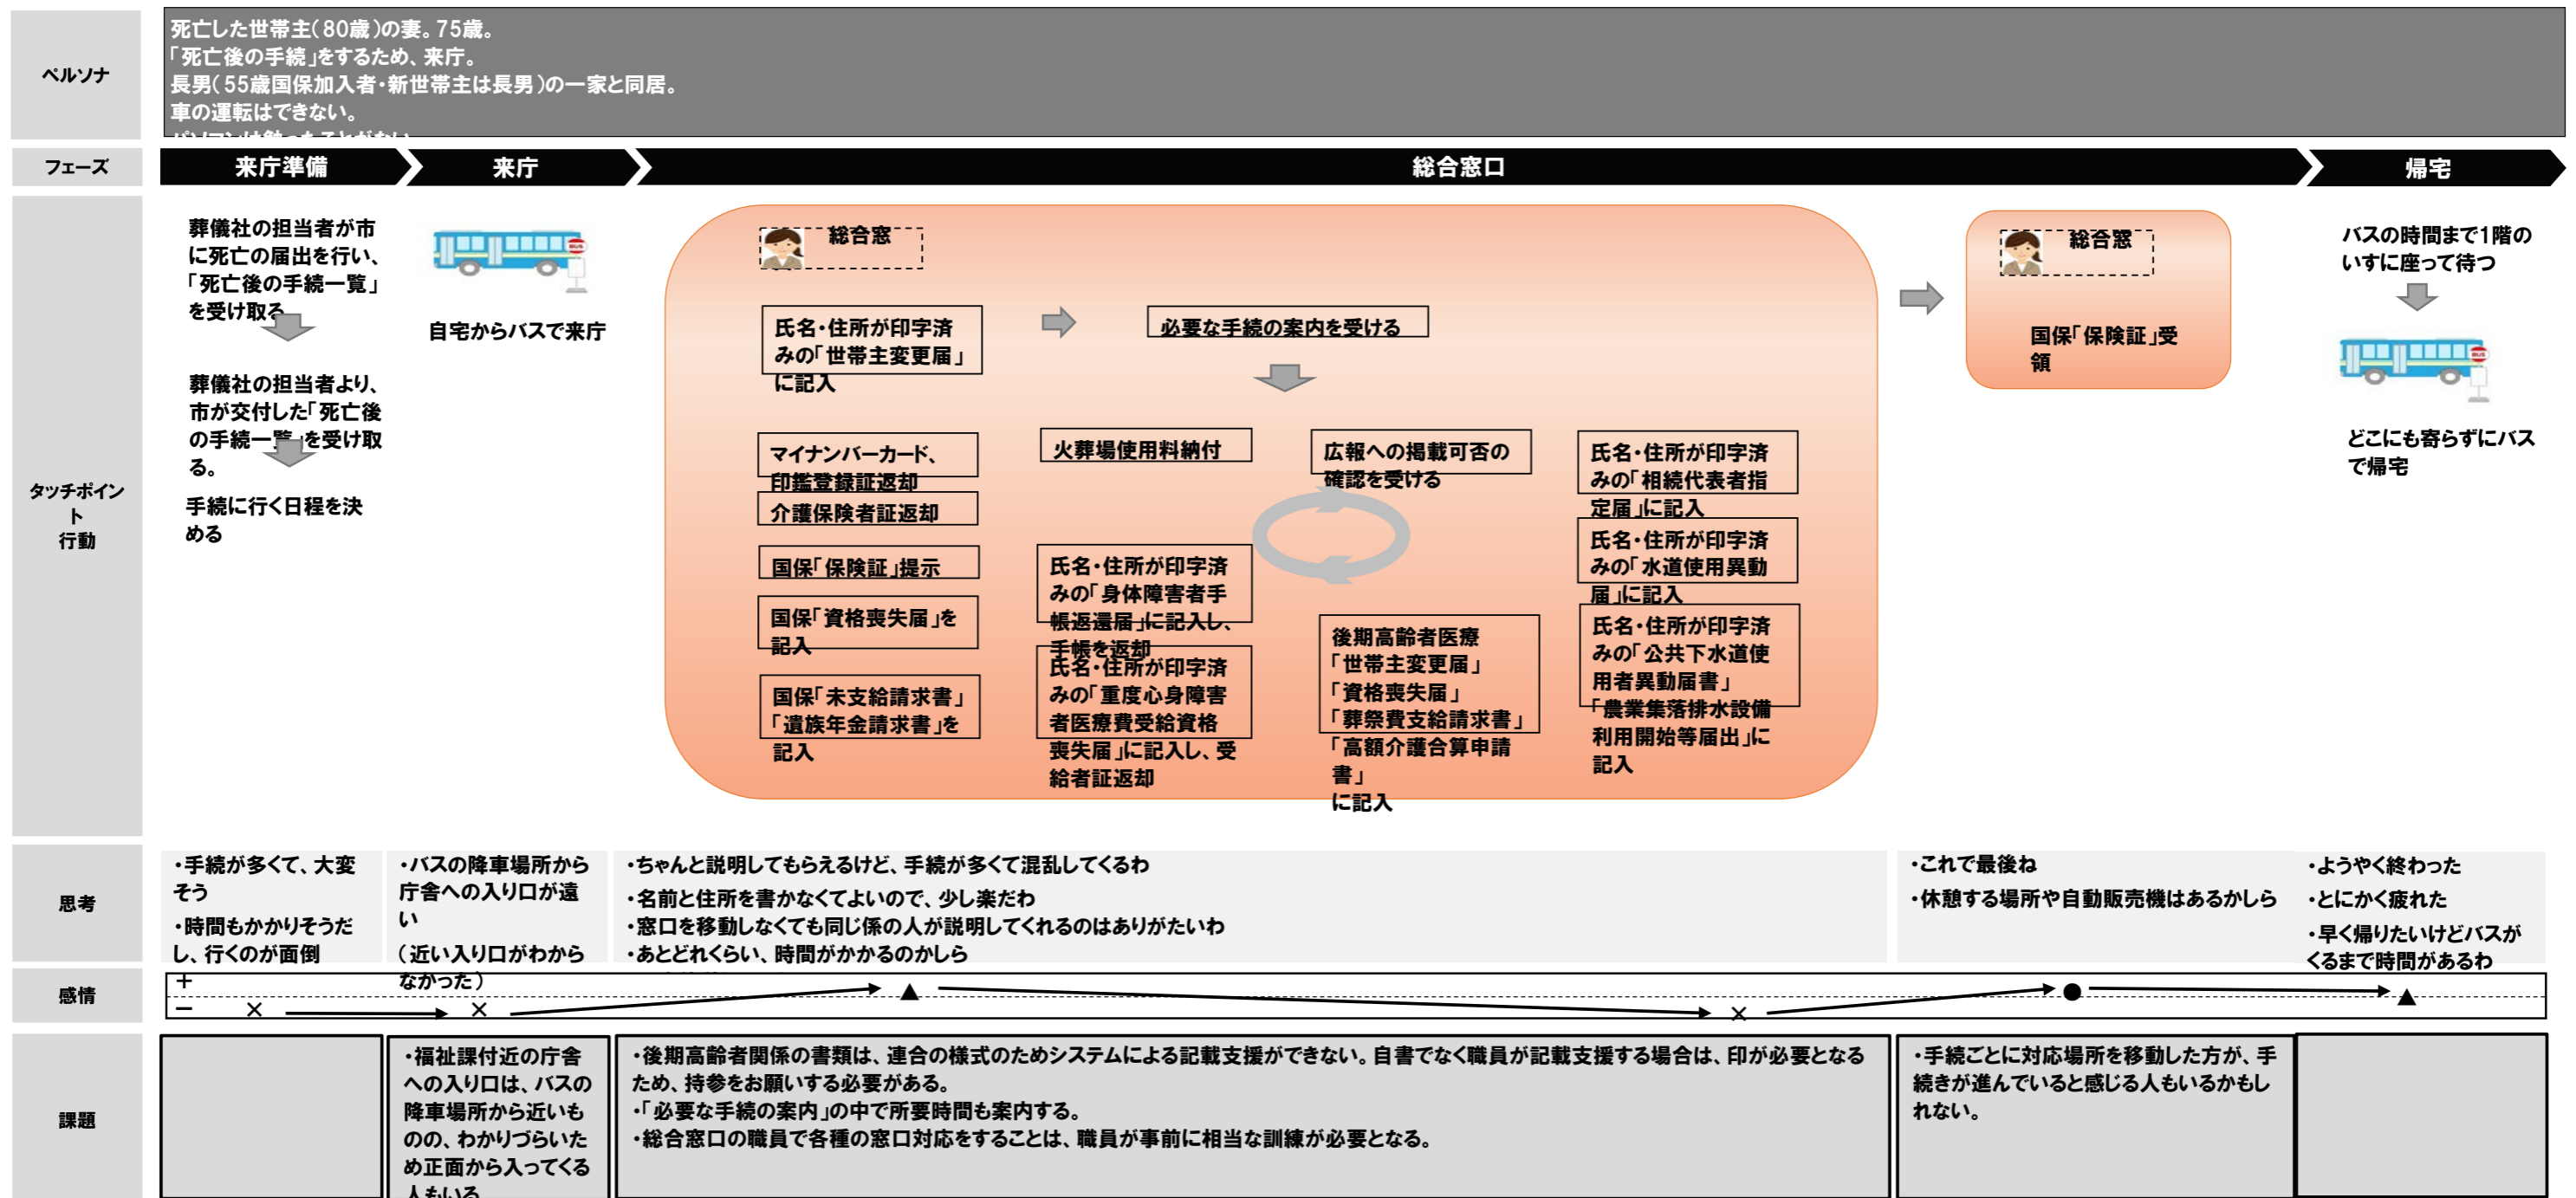 ペルソナ
死亡した世帯主(80歳)の妻。75歳。
「死亡後の手続」をするため、来庁。
長男(55歳国保加入者・新世帯主は長男)の一家と同居。
車の運転はできない。
フェーズ
来庁準備
来庁
総合窓口
帰宅
タッチポイン
ト
行動
葬儀社の担当者が市
に死亡の届出を行い、
「死亡後の手続一覧」
を受け取る
葬儀社の担当者より、
市が交付した「死亡後
の手続一覧」を受け取
る。
手続に行く日程を決
める
BUS
自宅からバスで来庁
総合窓
氏名・住所が印字済
みの「世帯主変更届」
に記入
必要な手続の案内を受ける
マイナンバーカード、
印鑑登録証返却
介護保険者証返却
国保「保険証」提示
国保「資格喪失届」を
記入
国保「未支給請求書」
「遺族年金請求書」を
記入
火葬場使用料納付
氏名・住所が印字済
みの「身体障害者手
帳返還届」に記入し、
手帳を返却
氏名・住所が印字済
みの「重度心身障害
者医療費受給資格
喪失届」に記入し、受
給者証返却
広報への掲載可否の
確認を受ける
後期高齢者医療
「世帯主変更届」
「資格喪失届」
「葬祭費支給請求書」
「高額介護合算申請
書」
に記入
氏名・住所が印字済
みの「相続代表者指
定届」に記入
氏名・住所が印字済
みの「水道使用異動
届」に記入
氏名・住所が印字済
みの「公共下水道使
用者異動届書」
「農業集落排水設備
利用開始等届出」に
記入
総合窓
国保「保険証」受
領
バスの時間まで1階の
いすに座って待つ
BUS
どこにも寄らずにバス
で帰宅
思考
・手続が多くて、大変
そう
・時間もかかりそうだ
し、行くのが面倒
・バスの降車場所から
庁舎への入り口が遠
い
(近い入り口がわから
なかった)
・ちゃんと説明してもらえるけど、手続が多くて混乱してくるわ
・名前と住所を書かなくてよいので、少し楽だわ
・窓口を移動しなくても同じ係の人が説明してくれるのはありがたいわ
・あとどれくらい、時間がかかるのかしら
・これで最後ね
・休憩する場所や自動販売機はあるかしら
・ようやく終わった
・とにかく疲れた
・早く帰りたいけどバスが
くるまで時間があるわ
感情
+
−
課題
・福祉課付近の庁舎
への入り口は、バスの
降車場所から近いも
のの、わかりづらいた
め正面から入ってくる
人もいる
・後期高齢者関係の書類は、連合の様式のためシステムによる記載支援ができない。自書でなく職員が記載支援する場合は、印が必要となる
ため、持参をお願いする必要がある。
・「必要な手続の案内」の中で所要時間も案内する。
・総合窓口の職員で各種の窓口対応をすることは、職員が事前に相当な訓練が必要となる。
・手続ごとに対応場所を移動した方が、手
続きが進んでいると感じる人もいるかもし
れない。